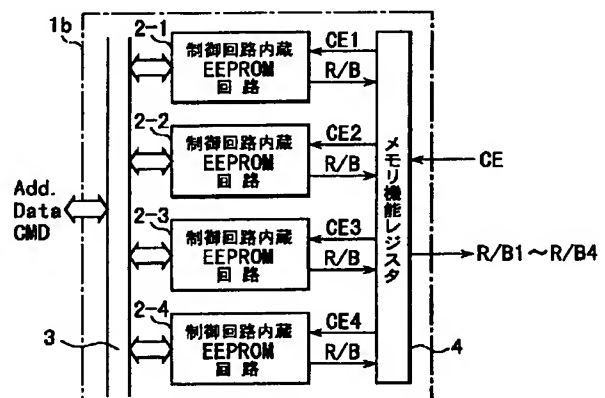 1b
2-1
制御回路内蔵
EEPROM
回路
CE1
R/B
2-2
制御回路内蔵
EEPROM
回路
CE2
R/B
2-3
制御回路内蔵
EEPROM
回路
CE3
R/B
2-4
制御回路内蔵
EEPROM
回路
CE4
R/B
Add.
Data
CMD
3
メモリ機能レジスタ
CE
R/B1～R/B4
4